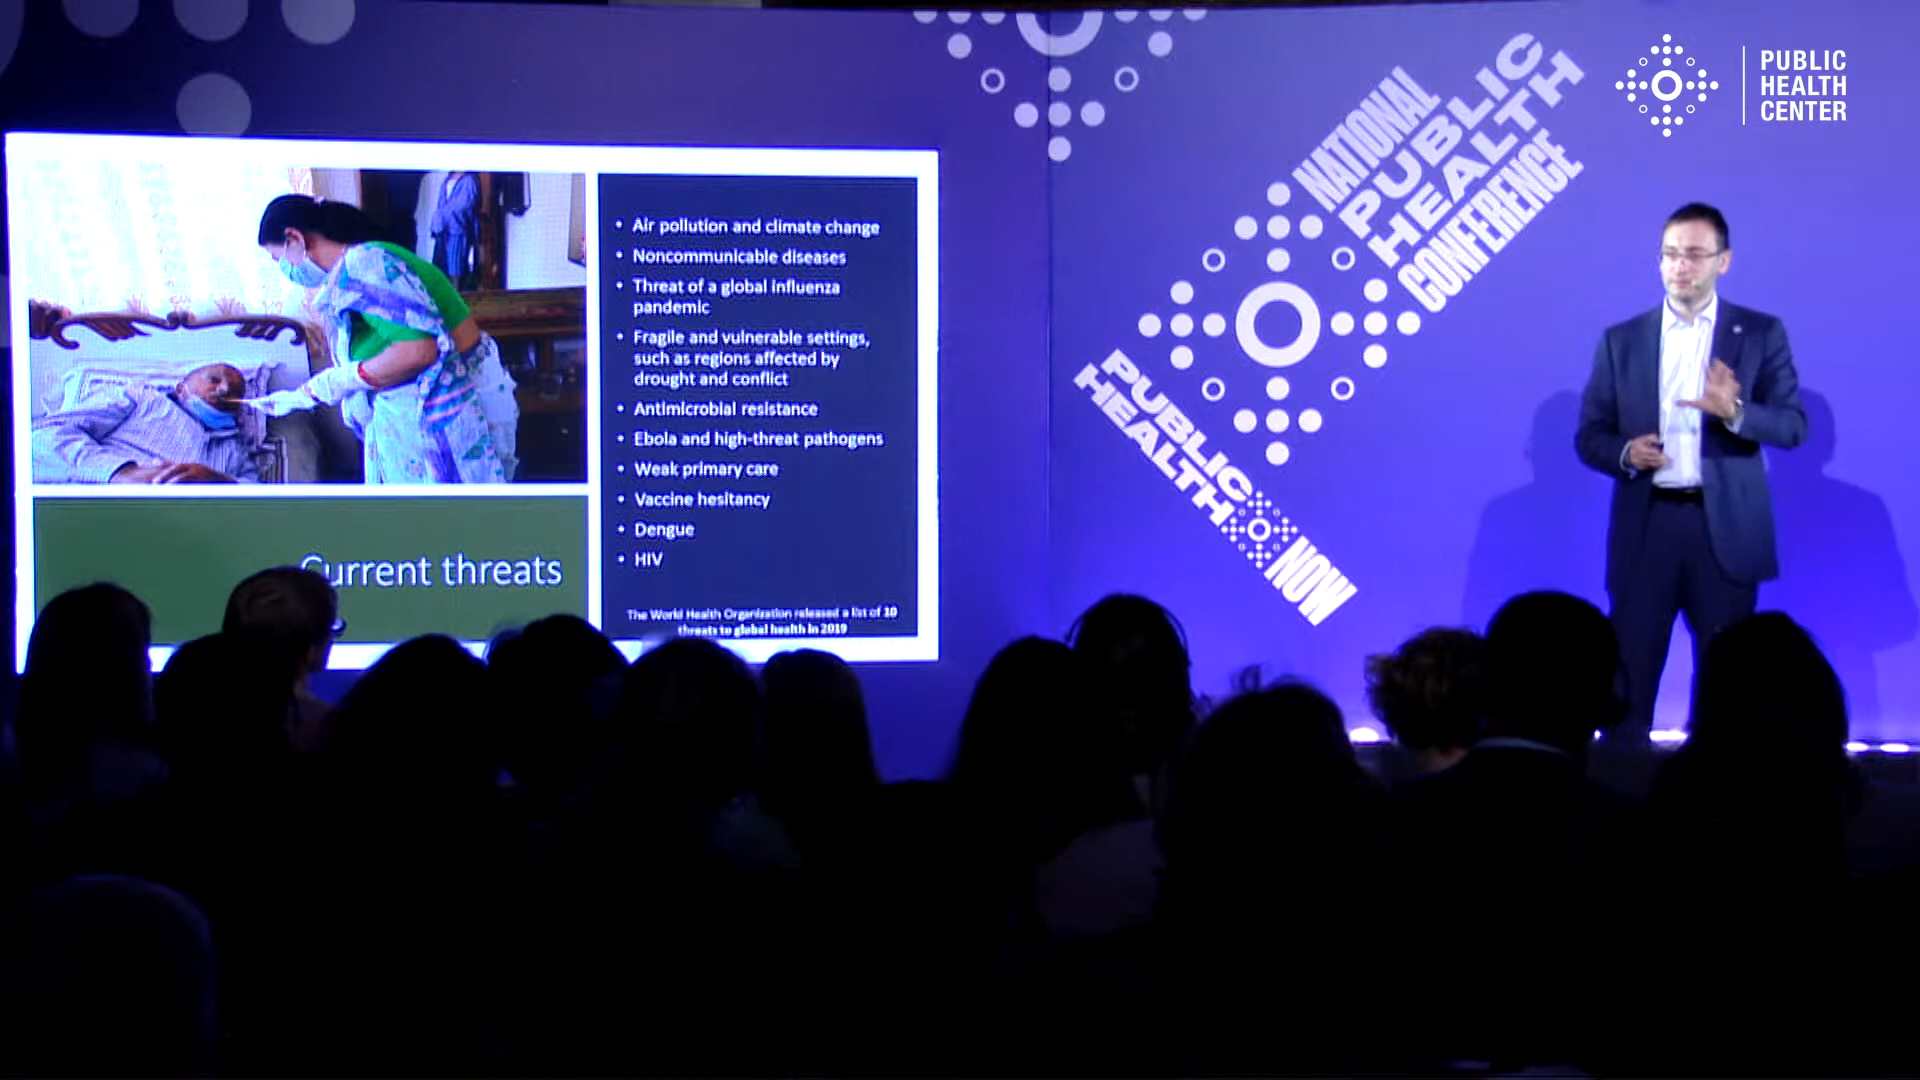 • Air pollution and climate change
• Noncommunicable diseases
• Threat of a global influenza
pandemic
• Fragile and vulnerable settings,
such as regions affected by
drought and conflict
• Antimicrobial resistance
• Ebola and high-threat pathogens
• Weak primary care
• Vaccine hesitancy
• Dengue
• HIV
The World Health Organization released a list of 10
threats to global health in 2019
Current threats
NATIONAL
PUBLIC
HEALTH
CONFERENCE
PUBLIC
HEALTH
NOW
PUBLIC
HEALTH
CENTER